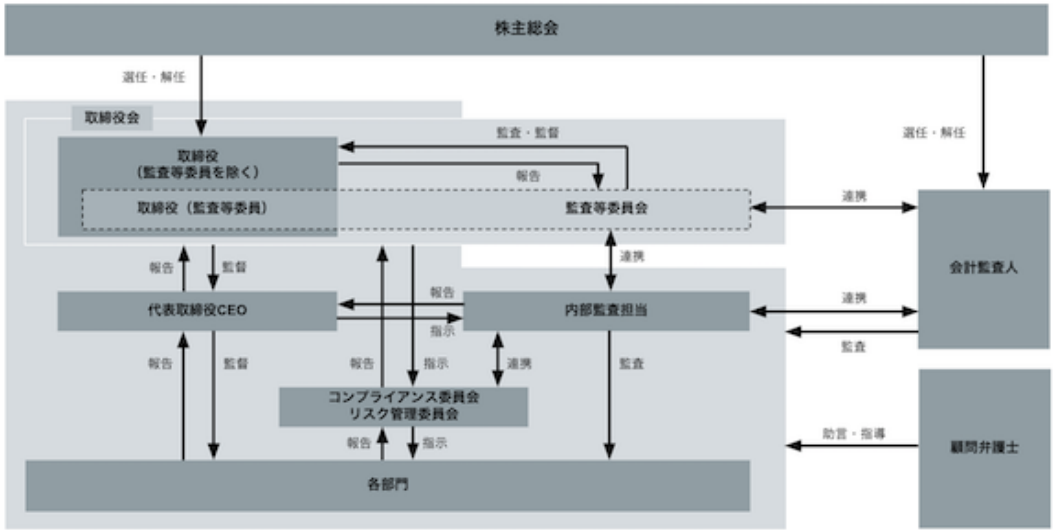 株主総会
選任・解任
取締役会
監査・監督
選任・解任
取締役
（監査等委員を除く）
報告
連携
取締役（監査等委員）
監査等委員会
報告
監督
連携
会計監査人
代表取締役CEO
報告
指示
内部監査担当
連携
監査
報告
監督
報告
指示
連携
監査
コンプライアンス委員会
リスク管理委員会
報告
指示
助言・指導
顧問弁護士
各部門